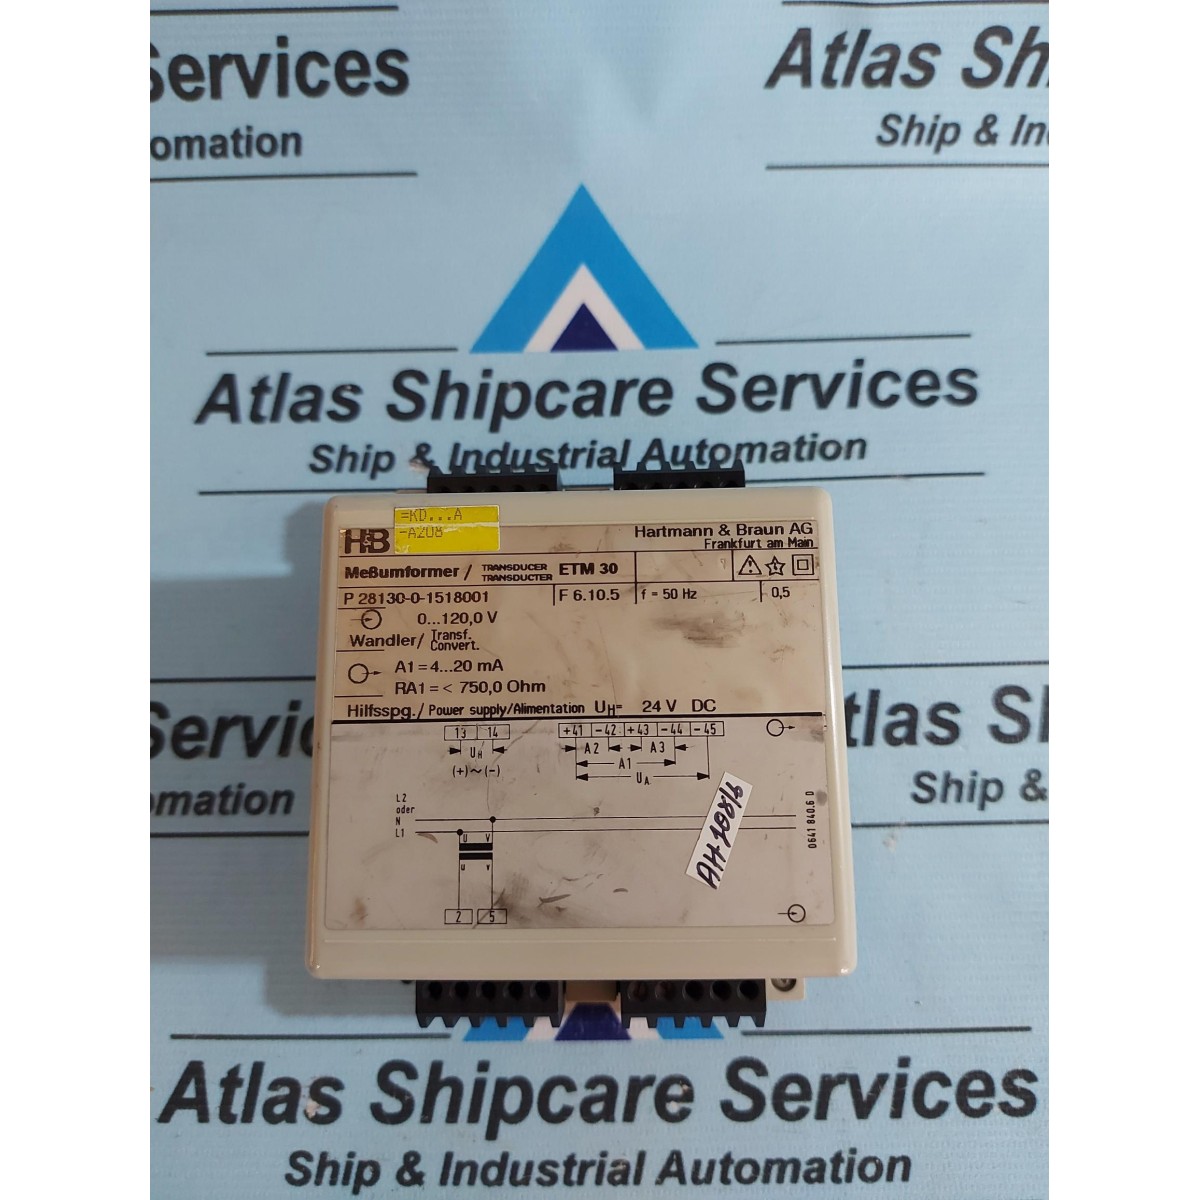 Services
Atlas Sh
omation
Ship & In
Atlas Shipcare Services
Ship & Industrial Automation
=KD...A
-A208
H&B
Hartmann & Braun AG
Frankfurt am Main
Meßumformer / TRANSDUCER
TRANSDUCTER
ETM 30
P 28130-0-1518001
F 6.10.5
f = 50 Hz
0,5
0...120,0 V
Wandler/ Transf.
Convert.
A1 = 4...20 mA
RA1 = < 750,0 Ohm
Hilfsspg./ Power supply/Alimentation UH= 24 V DC
13 14
+41 -42 +43 -44 -45
UH
A2 A3
A1
(+)~(-)
UA
L2
oder
N
L1
U V
u v
2 5
0641 840.6 D
Servic
tlas S
mation
Ship &
Atlas Shipcare Services
Ship & Industrial Automation